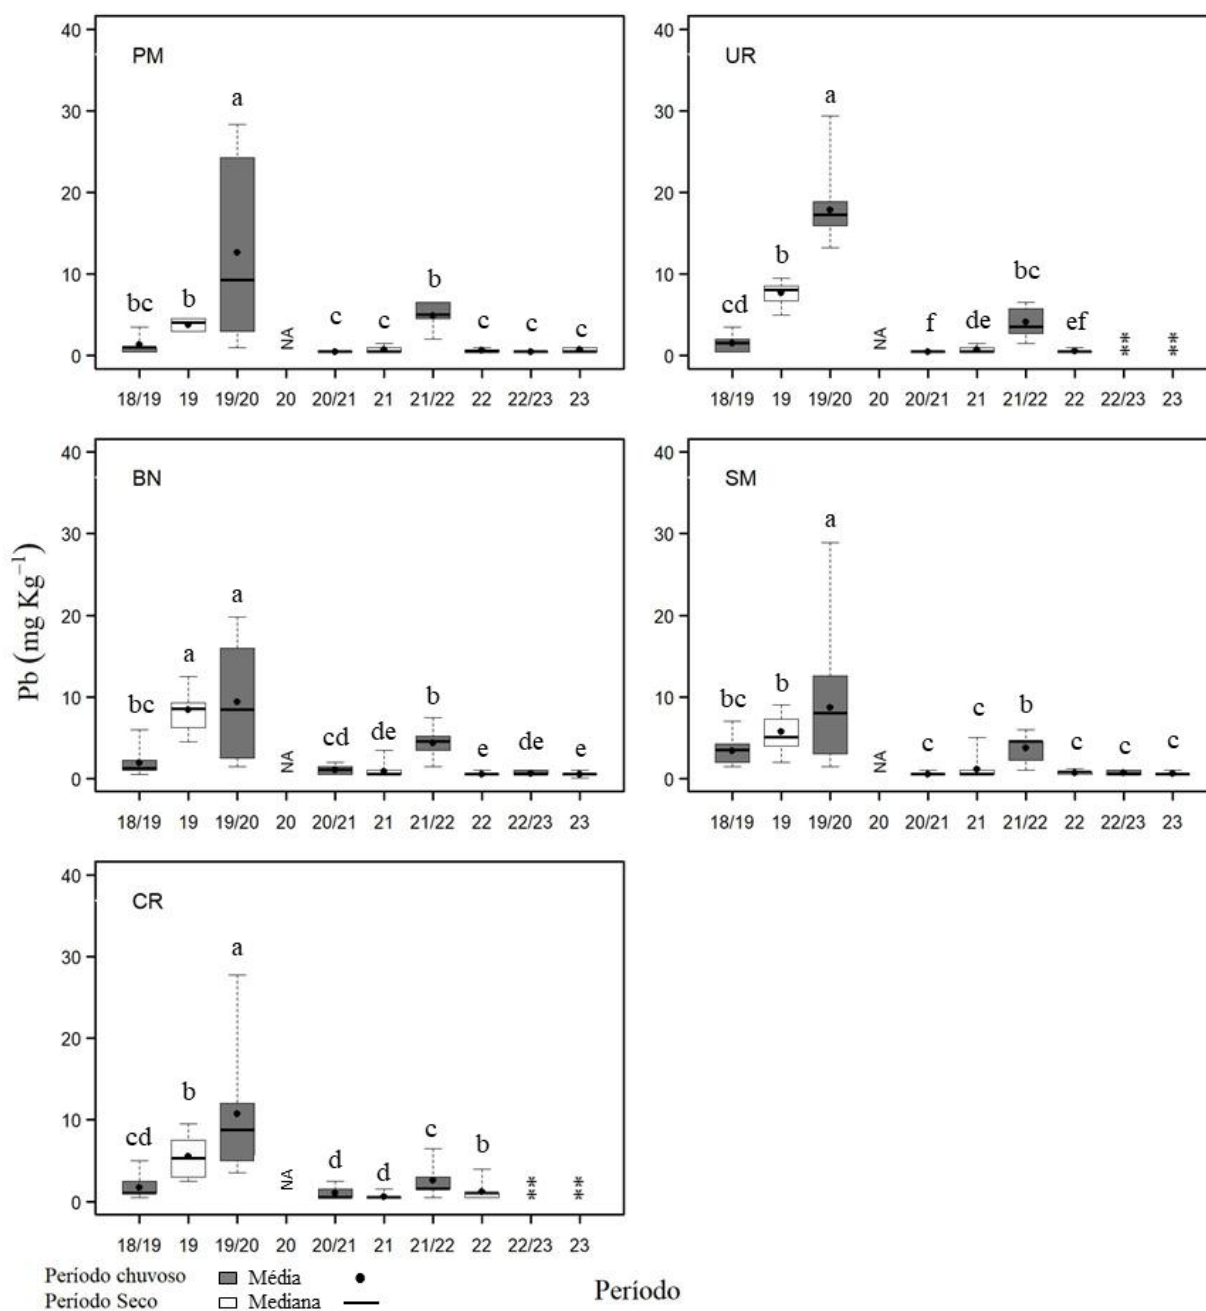 PM
40
30
20
10
0
bc
b
a
NA
c
c
b
c
c
c
18/19 19 19/20 20 20/21 21 21/22 22 22/23 23
UR
40
30
20
10
0
cd
b
a
NA
f
de
bc
ef
**
**
18/19 19 19/20 20 20/21 21 21/22 22 22/23 23
Pb (mg Kg⁻¹)
BN
40
30
20
10
0
bc
a
a
NA
cd
de
b
e
de
e
18/19 19 19/20 20 20/21 21 21/22 22 22/23 23
SM
40
30
20
10
0
bc
b
a
NA
c
c
b
c
c
c
18/19 19 19/20 20 20/21 21 21/22 22 22/23 23
CR
40
30
20
10
0
cd
b
a
NA
d
d
c
b
**
**
18/19 19 19/20 20 20/21 21 21/22 22 22/23 23
Periodo chuvoso Média
Periodo Seco Mediana
Período